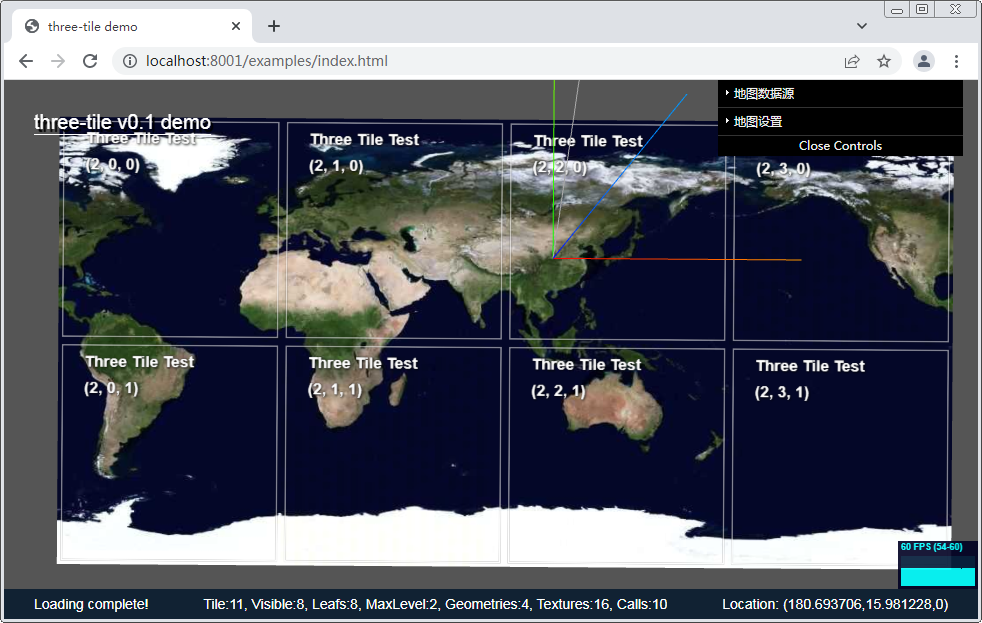 three-tile demo
localhost:8001/examples/index.html
three-tile v0.1 demo
地图数据源
地图设置
Close Controls
Three Tile Test
(2, 0, 0)
Three Tile Test
(2, 1, 0)
Three Tile Test
(2, 2, 0)
(2, 3, 0)
Three Tile Test
(2, 0, 1)
Three Tile Test
(2, 1, 1)
Three Tile Test
(2, 2, 1)
Three Tile Test
(2, 3, 1)
60 FPS (54-60)
Loading complete!
Tile:11, Visible:8, Leafs:8, MaxLevel:2, Geometries:4, Textures:16, Calls:10
Location: (180.693706,15.981228,0)